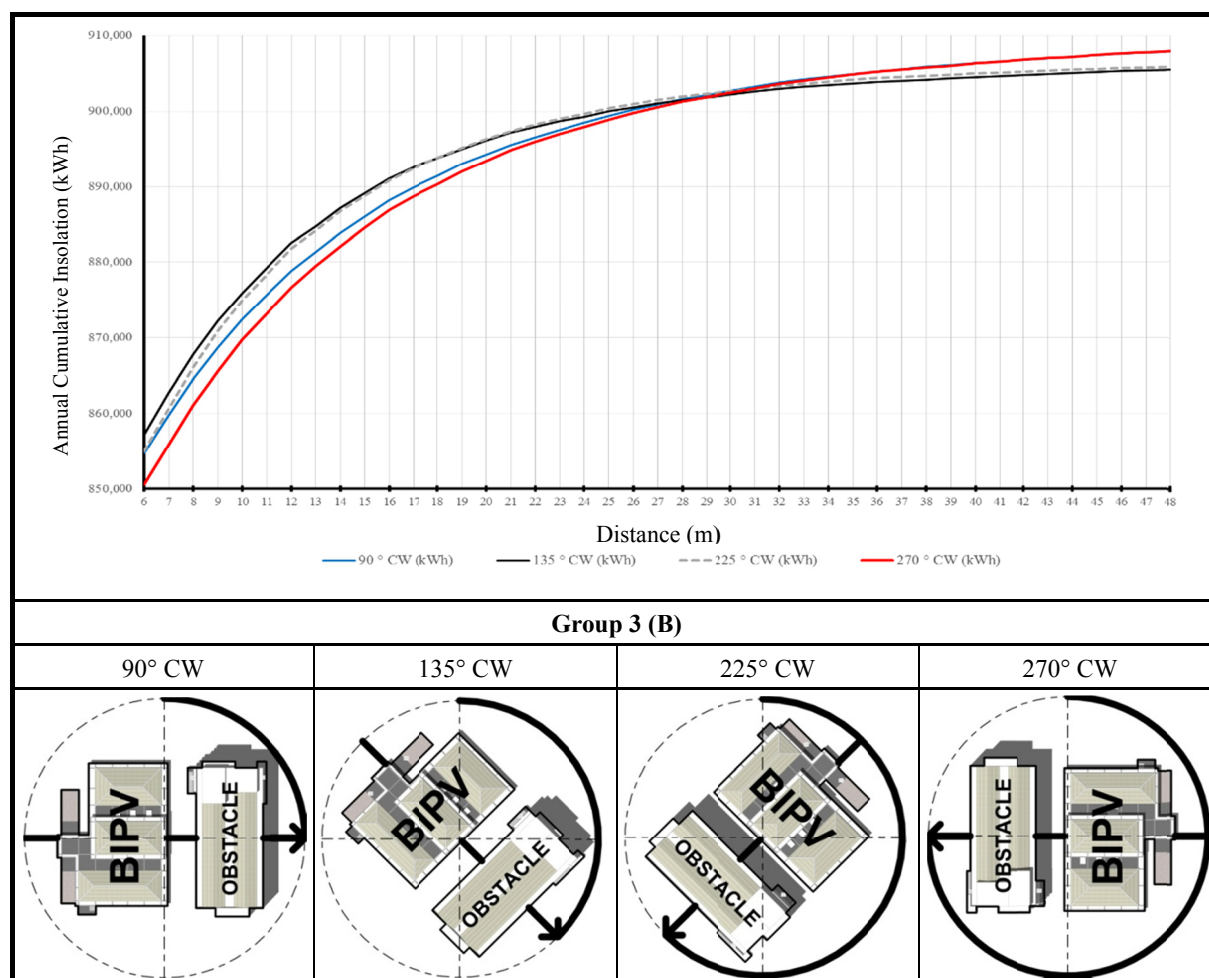 910,000
900,000
890,000
880,000
870,000
860,000
850,000
Annual Cumulative Insolation (kWh)
6 7 8 9 10 11 12 13 14 15 16 17 18 19 20 21 22 23 24 25 26 27 28 29 30 31 32 33 34 35 36 37 38 39 40 41 42 43 44 45 46 47 48
Distance (m)
90 ° CW (kWh) 135 ° CW (kWh) 225 ° CW (kWh) 270 ° CW (kWh)
Group 3 (B)
90° CW 135° CW 225° CW 270° CW
BIPV
OBSTACLE
BIPV
OBSTACLE
BIPV
OBSTACLE
OBSTACLE
BIPV